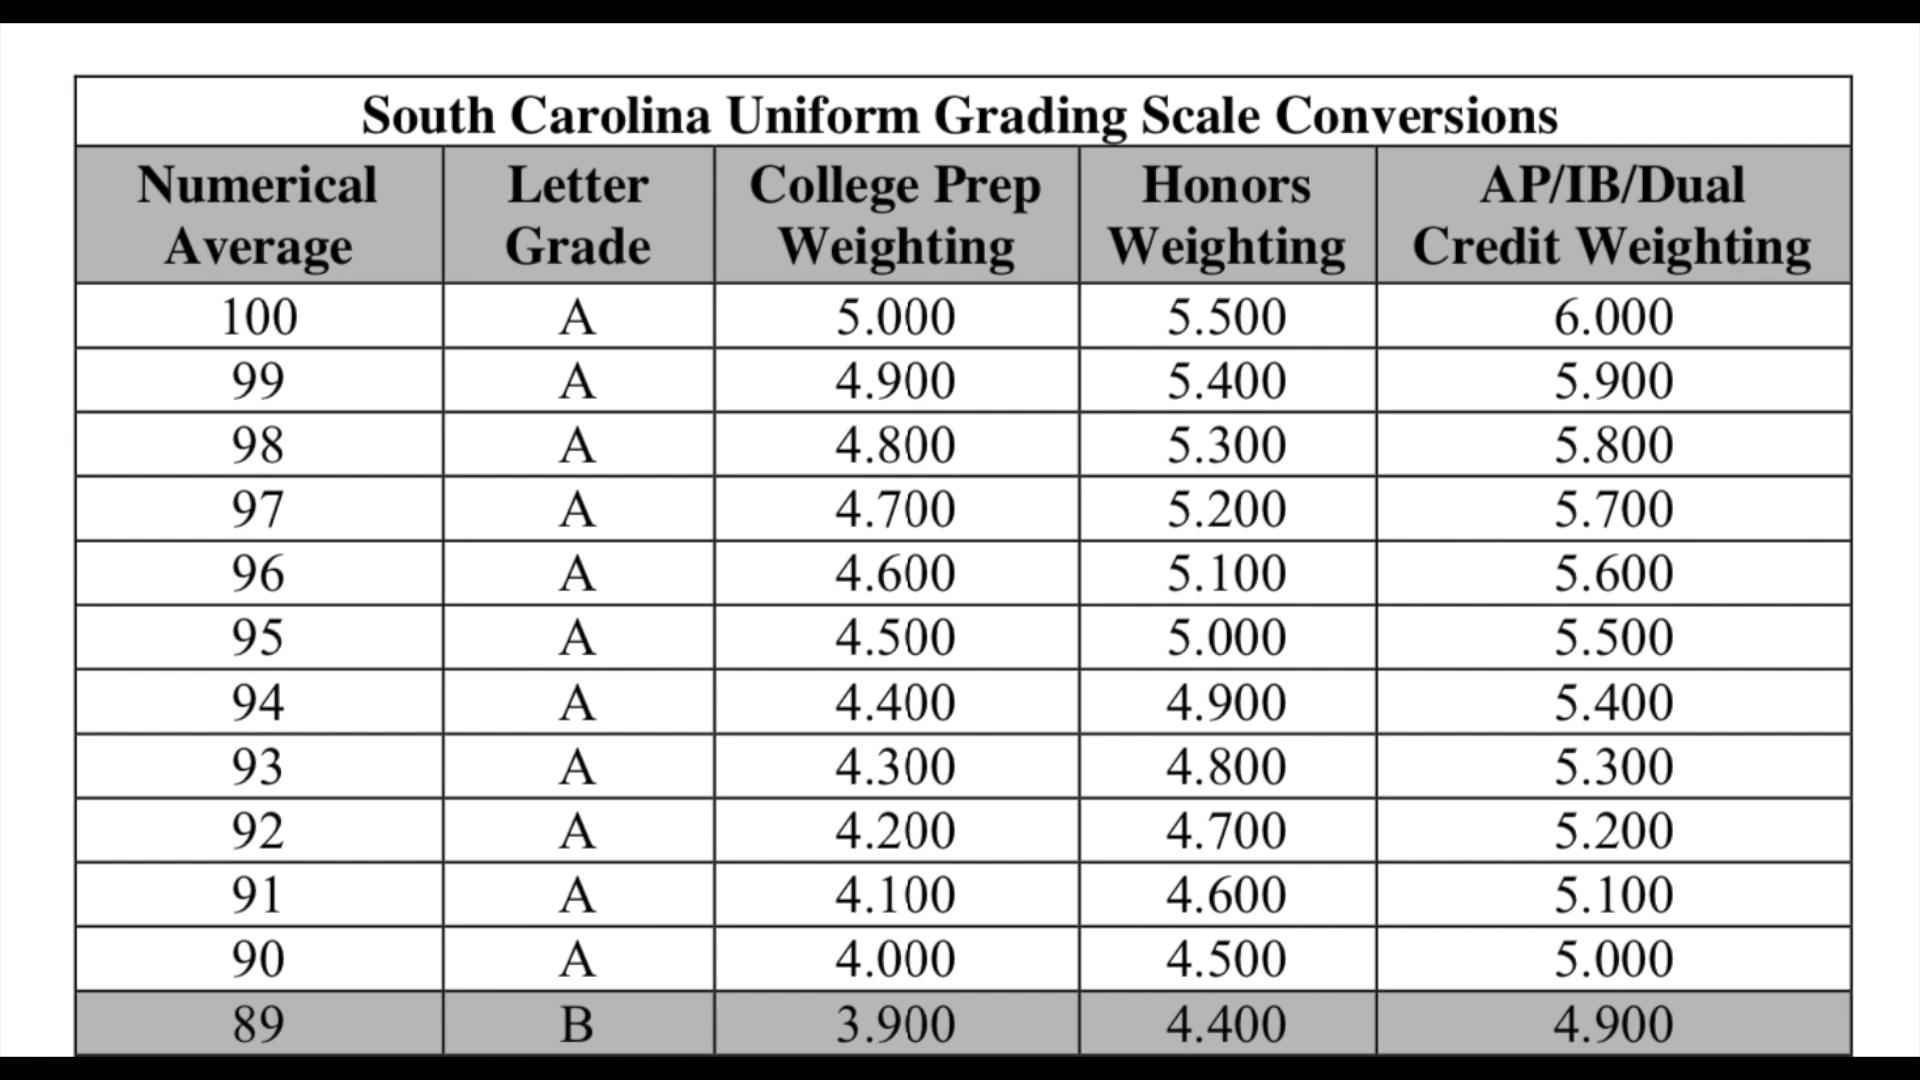 South Carolina Uniform Grading Scale Conversions
Numerical Average Letter Grade College Prep Weighting Honors Weighting AP/IB/Dual Credit Weighting
100 A 5.000 5.500 6.000
99 A 4.900 5.400 5.900
98 A 4.800 5.300 5.800
97 A 4.700 5.200 5.700
96 A 4.600 5.100 5.600
95 A 4.500 5.000 5.500
94 A 4.400 4.900 5.400
93 A 4.300 4.800 5.300
92 A 4.200 4.700 5.200
91 A 4.100 4.600 5.100
90 A 4.000 4.500 5.000
89 B 3.900 4.400 4.900